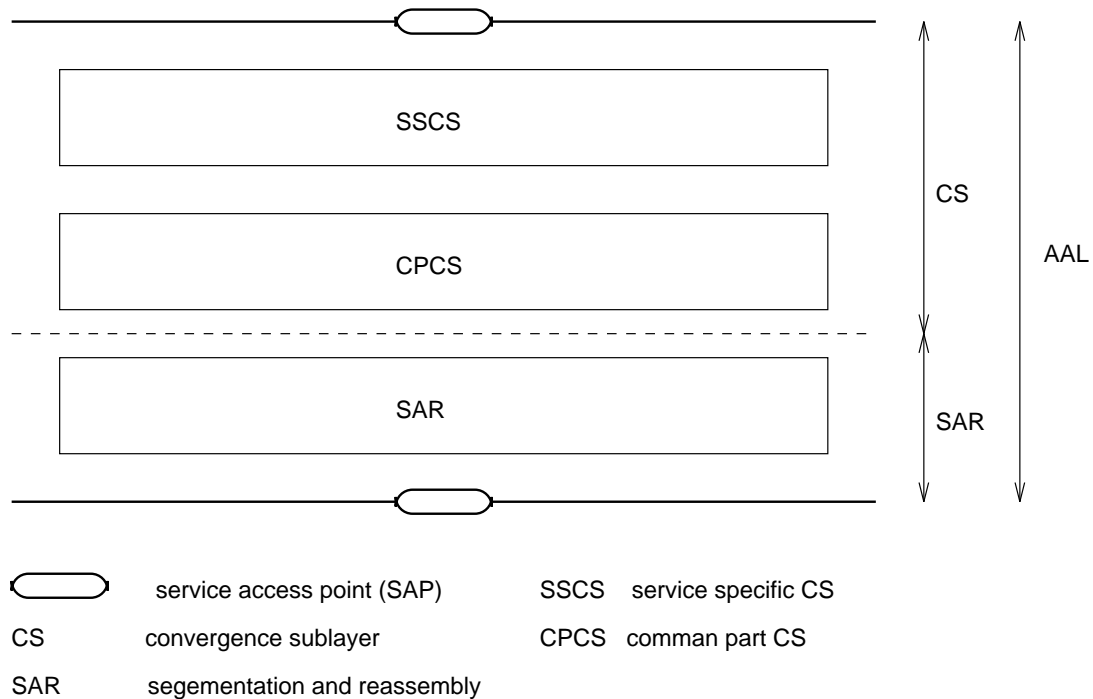 SSCS
CS
CPCS
AAL
SAR
SAR
service access point (SAP) SSCS service specific CS
CS convergence sublayer CPCS comman part CS
SAR segementation and reassembly